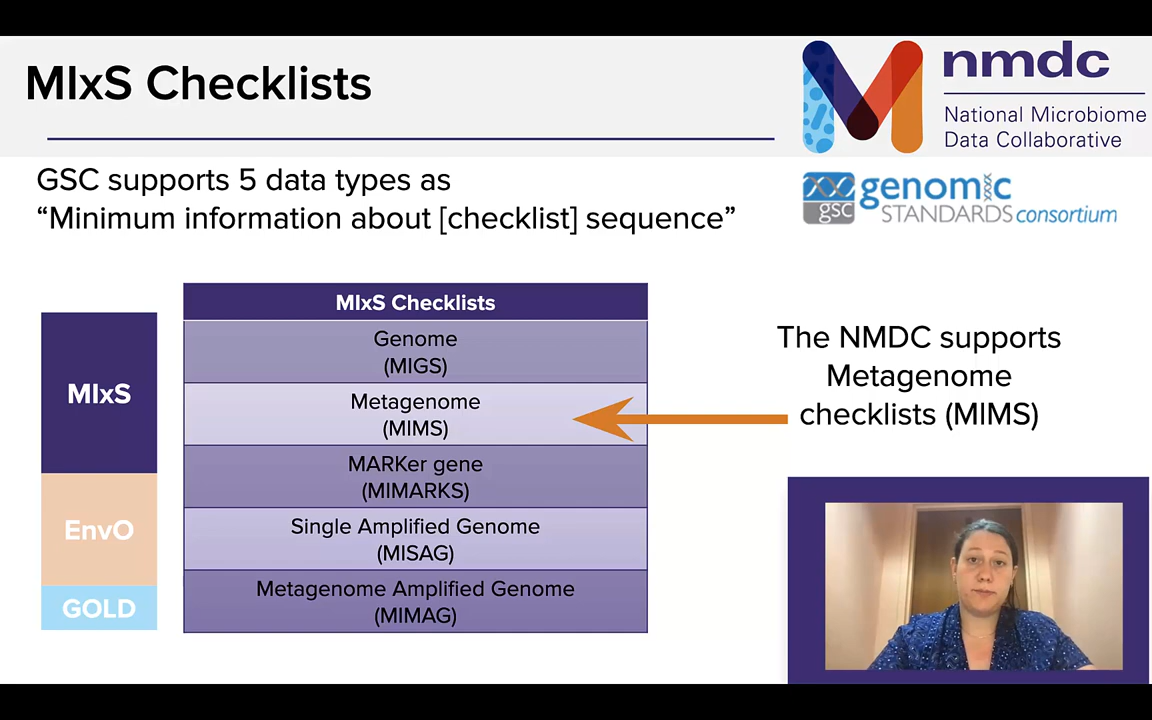 MIxS Checklists
nmdc
National Microbiome
Data Collaborative
GSC supports 5 data types as
“Minimum information about [checklist] sequence”
gsc
genomic
STANDARDS consortium
MIxS
EnvO
GOLD
MIxS Checklists
Genome
(MIGS)
Metagenome
(MIMS)
MARKer gene
(MIMARKS)
Single Amplified Genome
(MISAG)
Metagenome Amplified Genome
(MIMAG)
The NMDC supports
Metagenome
checklists (MIMS)